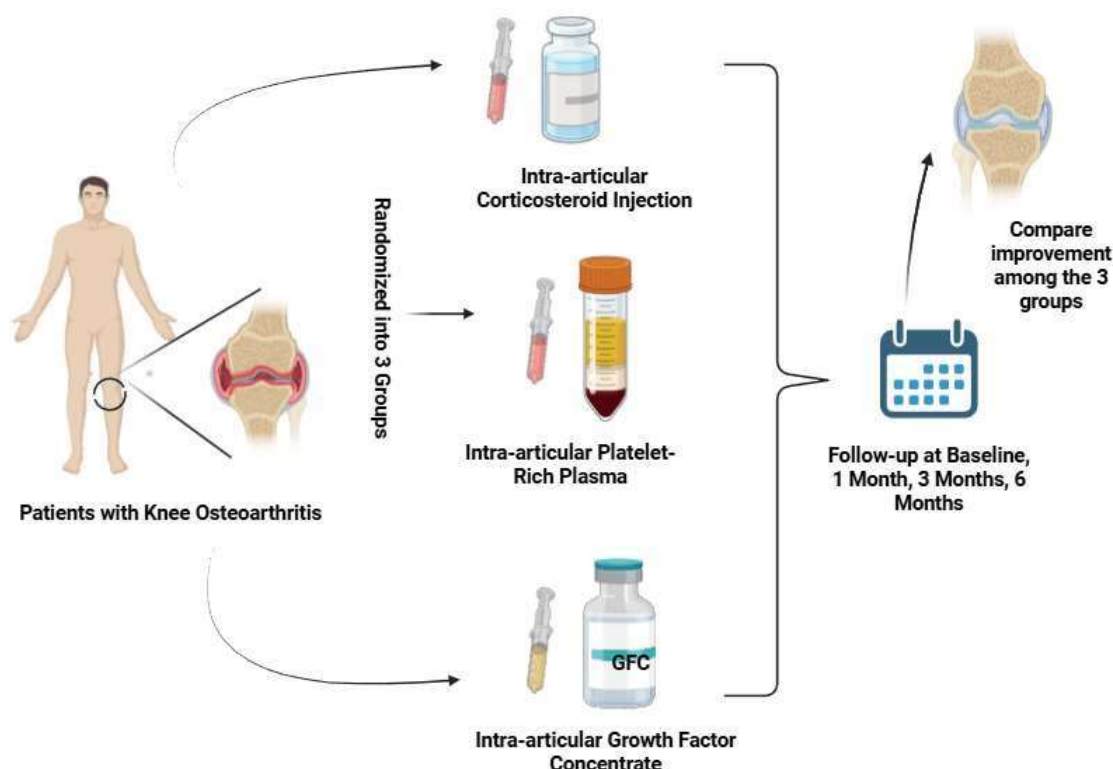 Intra-articular
Corticosteroid Injection
Randomized into 3 Groups
Intra-articular Platelet-
Rich Plasma
Patients with Knee Osteoarthritis
GFC
Intra-articular Growth Factor
Concentrate
Follow-up at Baseline,
1 Month, 3 Months, 6
Months
Compare
improvement
among the 3
groups